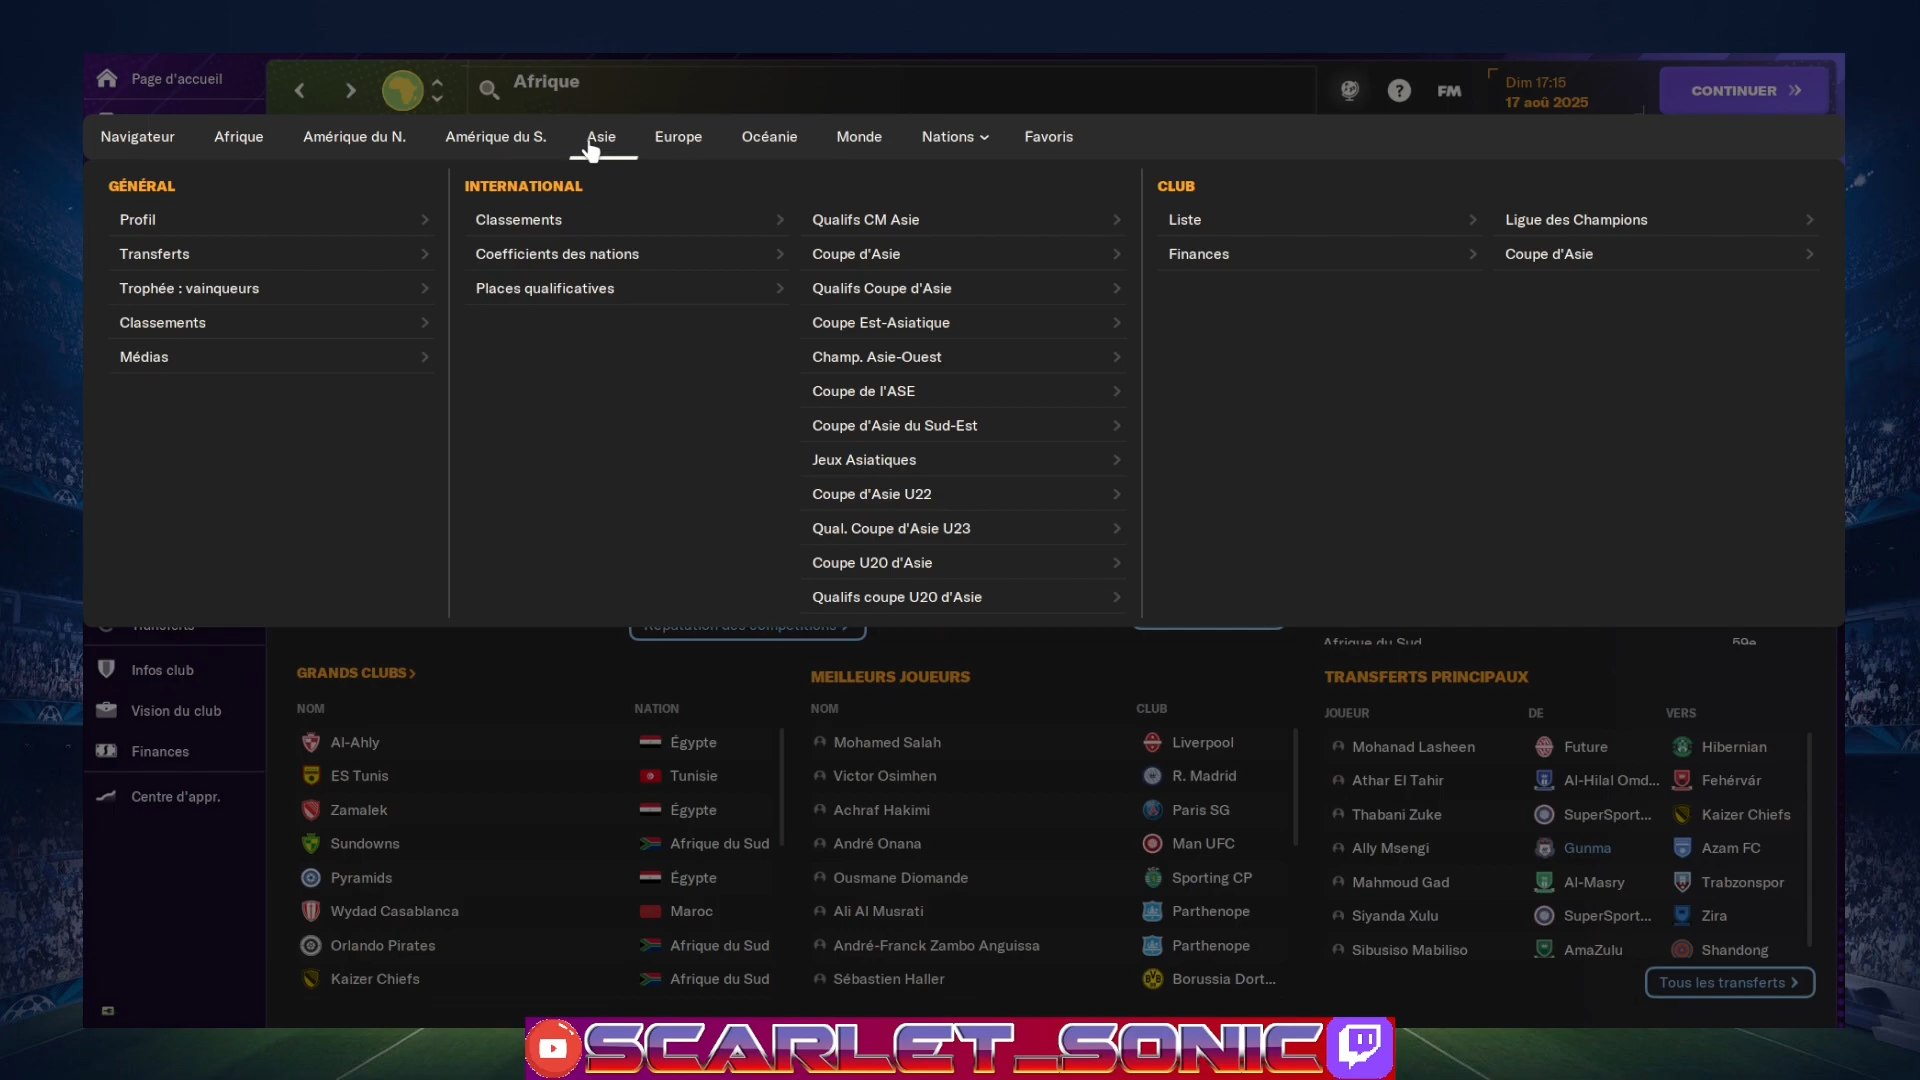 Page d'accueil
Afrique
FM
Dim 17:15
17 aoû 2025
CONTINUER
Navigateur
Afrique
Amérique du N.
Amérique du S.
Asie
Europe
Océanie
Monde
Nations
Favoris
GÉNÉRAL
Profil
Transferts
Trophée : vainqueurs
Classements
Médias
INTERNATIONAL
Classements
Coefficients des nations
Places qualificatives
Qualifs CM Asie
Coupe d'Asie
Qualifs Coupe d'Asie
Coupe Est-Asiatique
Champ. Asie-Ouest
Coupe de l'ASE
Coupe d'Asie du Sud-Est
Jeux Asiatiques
Coupe d'Asie U22
Qual. Coupe d'Asie U23
Coupe U20 d'Asie
Qualifs coupe U20 d'Asie
CLUB
Liste
Finances
Ligue des Champions
Coupe d'Asie
Transferts
Infos club
Vision du club
Finances
Centre d'appr.
Réputation des compétitions
Afrique du Sud 59e
GRANDS CLUBS
NOM NATION
Al-Ahly Égypte
ES Tunis Tunisie
Zamalek Égypte
Sundowns Afrique du Sud
Pyramids Égypte
Wydad Casablanca Maroc
Orlando Pirates Afrique du Sud
Kaizer Chiefs Afrique du Sud
MEILLEURS JOUEURS
NOM CLUB
Mohamed Salah Liverpool
Victor Osimhen R. Madrid
Achraf Hakimi Paris SG
André Onana Man UFC
Ousmane Diomande Sporting CP
Ali Al Musrati Parthenope
André-Franck Zambo Anguissa Parthenope
Sébastien Haller Borussia Dort...
TRANSFERTS PRINCIPAUX
JOUEUR DE VERS
Mohanad Lasheen Future Hibernian
Athar El Tahir Al-Hilal Omd... Fehérvár
Thabani Zuke SuperSport... Kaizer Chiefs
Ally Msengi Gunma Azam FC
Mahmoud Gad Al-Masry Trabzonspor
Siyanda Xulu SuperSport... Zira
Sibusiso Mabiliso AmaZulu Shandong
Tous les transferts
SCARLET_SONIC